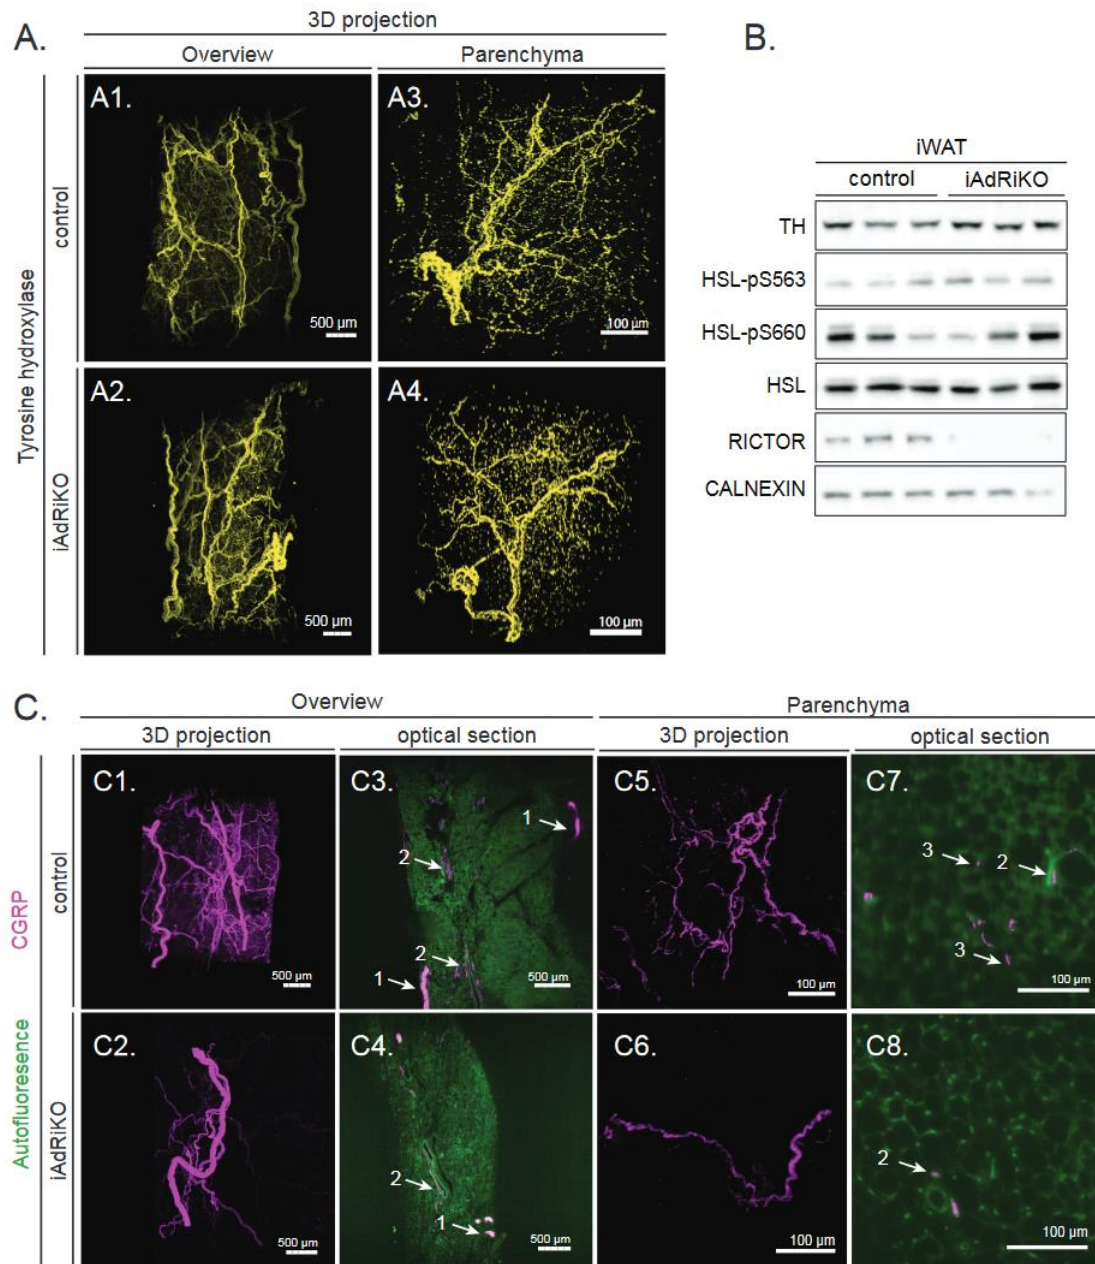 A.
3D projection
Overview
Parenchyma
Tyrosine hydroxylase
control
iAdRiKO
A1.
500 µm
A3.
100 µm
A2.
500 µm
A4.
100 µm
B.
iWAT
control
iAdRiKO
TH
HSL-pS563
HSL-pS660
HSL
RICTOR
CALNEXIN
C.
Overview
Parenchyma
3D projection
optical section
3D projection
optical section
Autofluoresence
CGRP
control
iAdRiKO
C1.
500 µm
C3.
1
2
2
1
500 µm
C5.
100 µm
C7.
3
2
3
100 µm
C2.
500 µm
C4.
2
1
500 µm
C6.
100 µm
C8.
2
100 µm